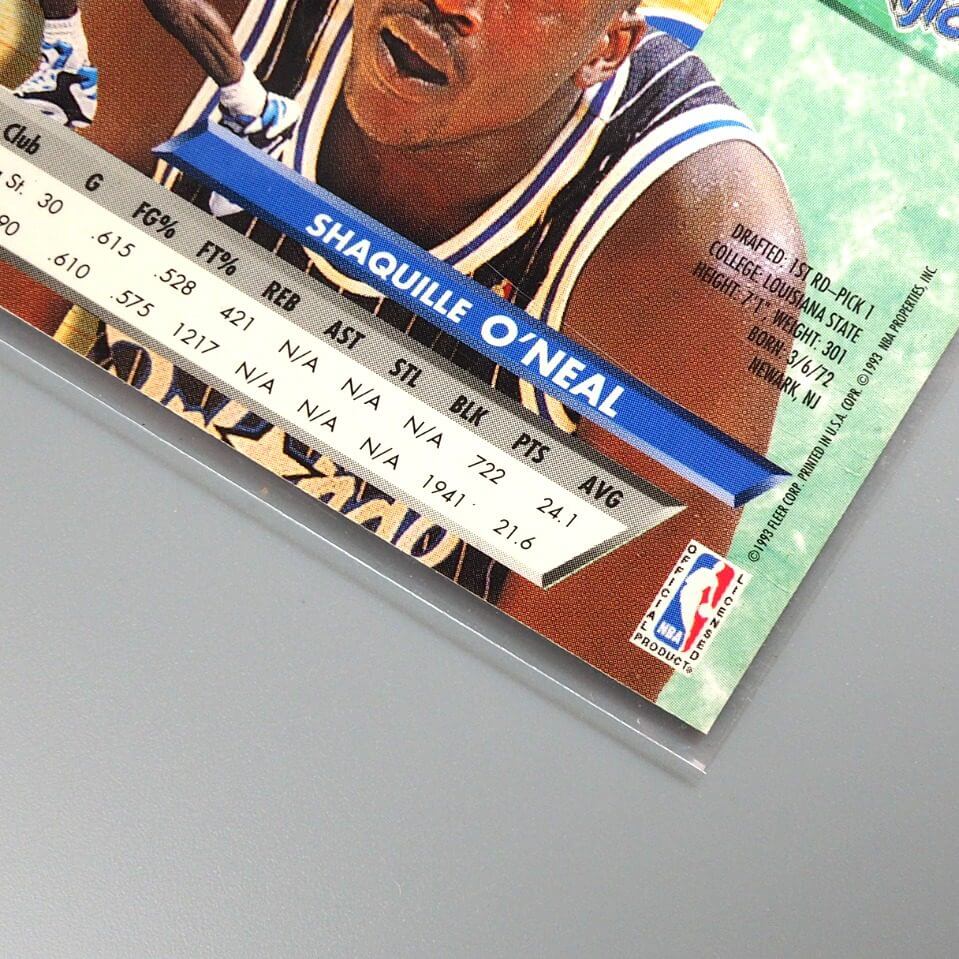 SHAQUILLE O'NEAL
Club G FG% FT% REB AST STL BLK PTS AVG
St. 30 .615 .528 421 N/A N/A N/A 722 24.1
90 .610 .575 1217 N/A N/A N/A 1941 21.6
DRAFTED: 1ST RD—PICK 1
COLLEGE: LOUISIANA STATE
HEIGHT: 7'1" WEIGHT: 301
BORN: 3/6/72
NEWARK, NJ
©1993 FLEER CORP. PRINTED IN U.S.A. COPR. ©1993 NBA PROPERTIES, INC.
OFFICIAL LICENSED
NBA
PRODUCT®